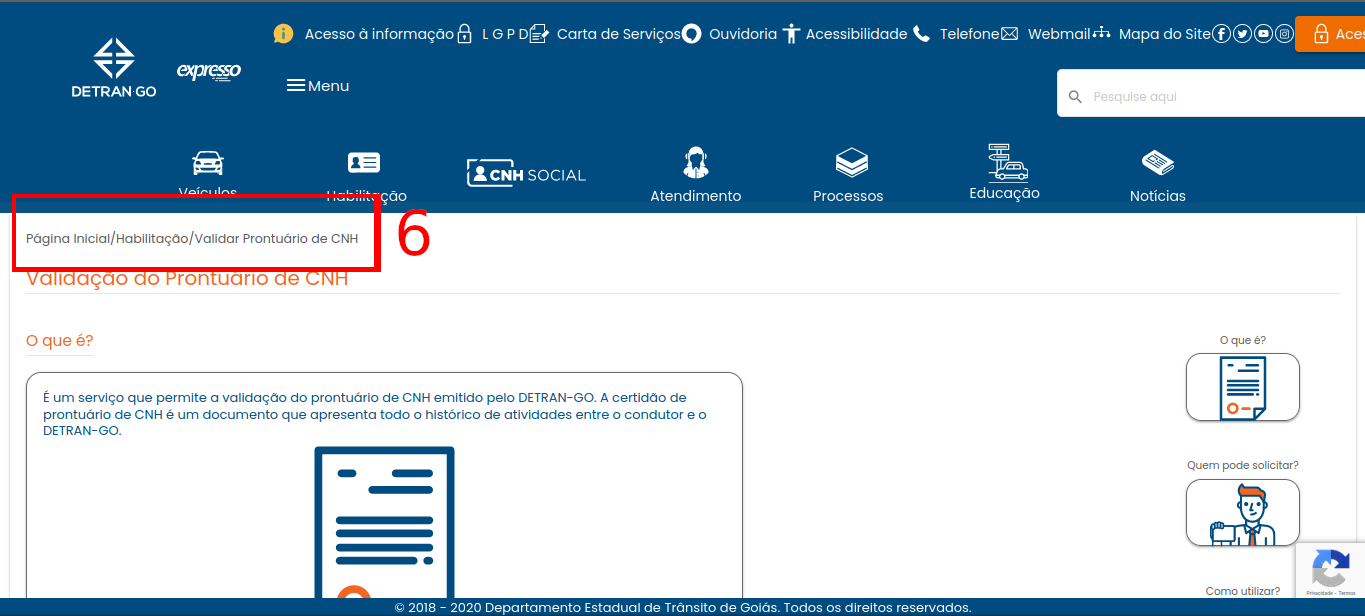 Acesso à informação L G P D Carta de Serviços Ouvidoria Acessibilidade Telefone Webmail Mapa do Site Aces
DETRAN·GO
expresso
Menu
Pesquise aqui
Veículos Habilitação CNH SOCIAL Atendimento Processos Educação Notícias
Página Inicial/Habilitação/Validar Prontuário de CNH
6
Validação do Prontuário de CNH
O que é?
É um serviço que permite a validação do prontuário de CNH emitido pelo DETRAN-GO. A certidão de
prontuário de CNH é um documento que apresenta todo o histórico de atividades entre o condutor e o
DETRAN-GO.
O que é?
Quem pode solicitar?
Como utilizar?
Privacidade - Termos
© 2018 - 2020 Departamento Estadual de Trânsito de Goiás. Todos os direitos reservados.